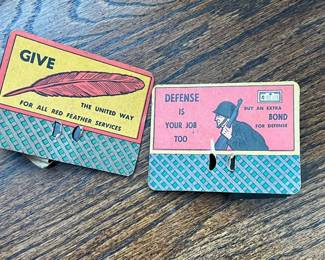 GIVE
THE UNITED WAY
FOR ALL RED FEATHER SERVICES
DEFENSE
IS
YOUR JOB
TOO
BUY AN EXTRA
BOND
FOR DEFENSE